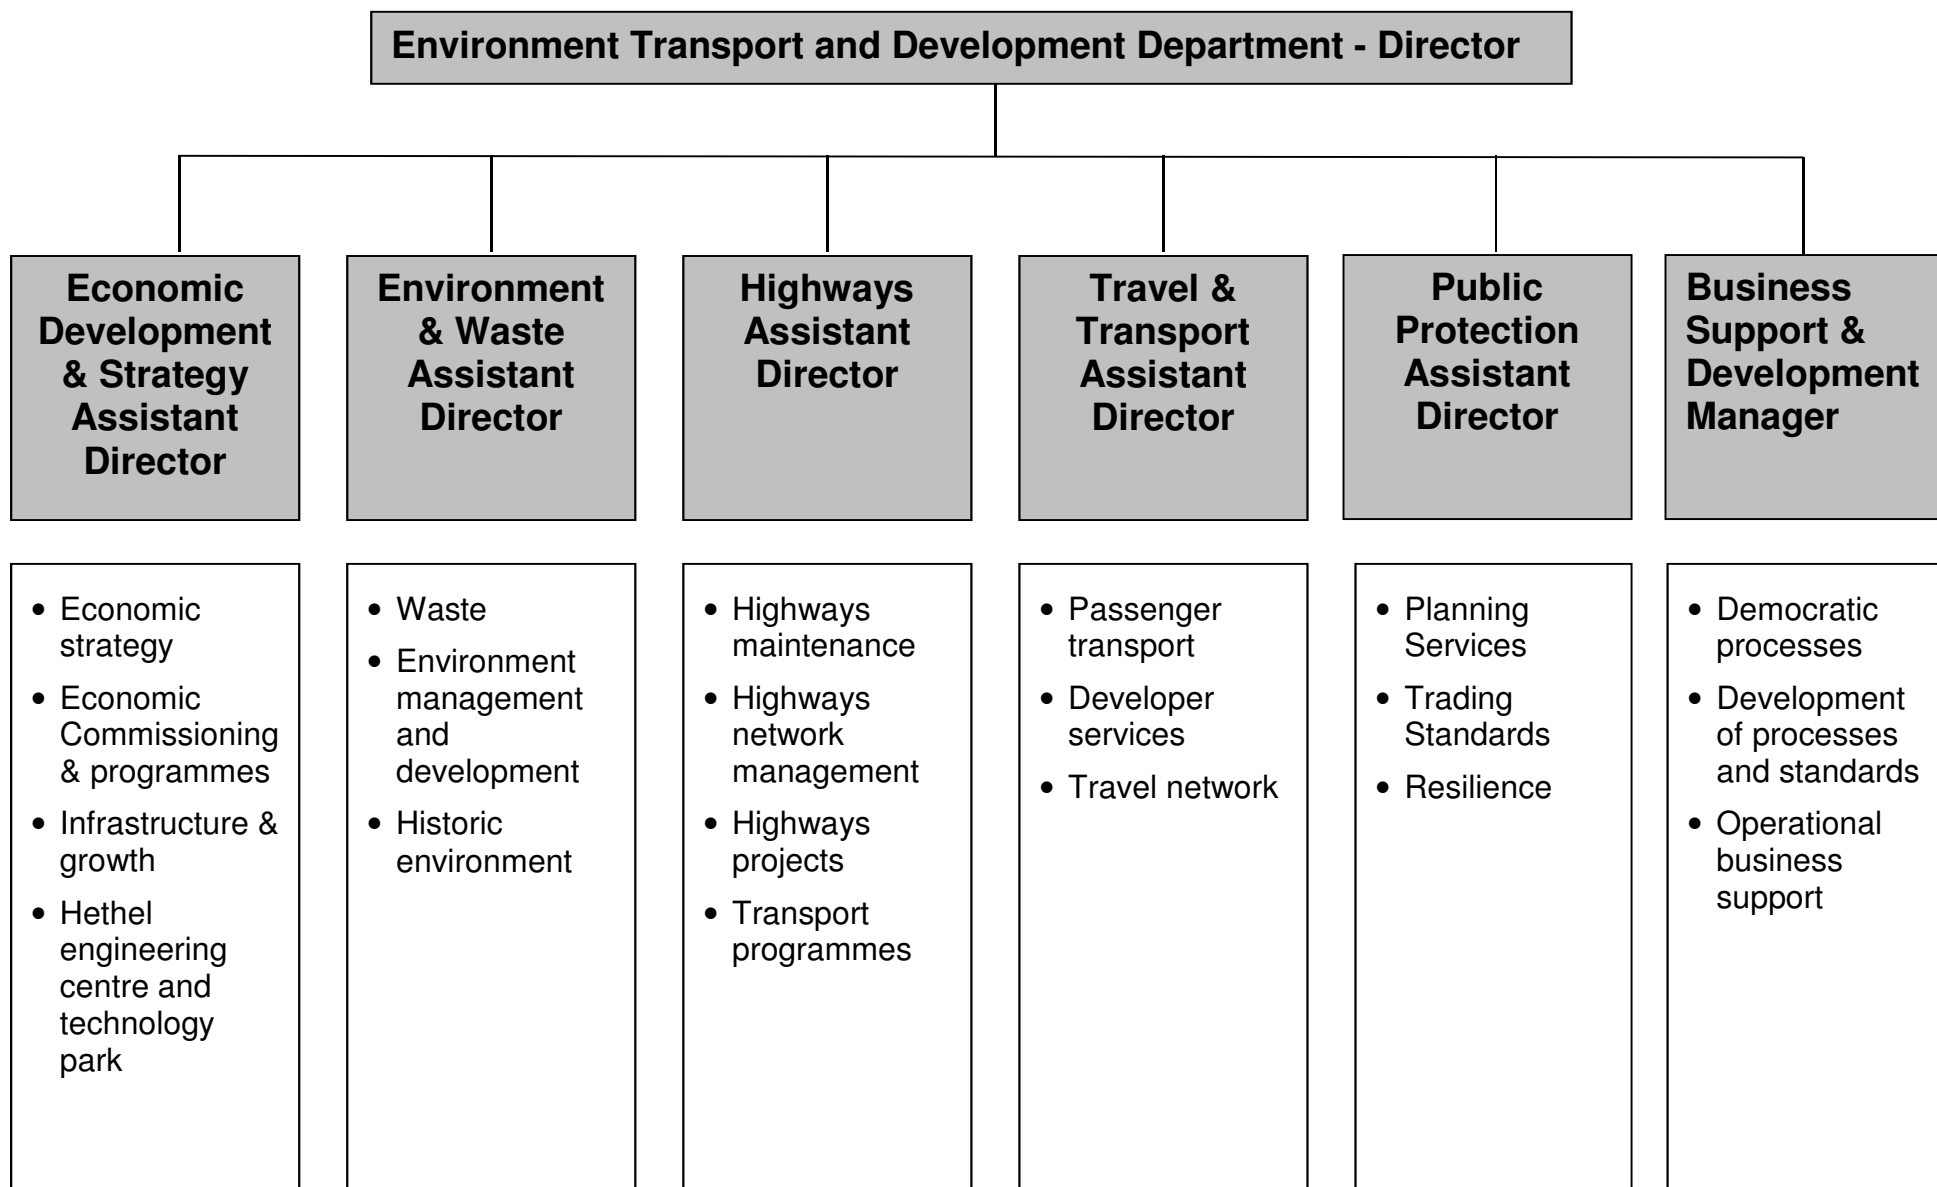 Environment Transport and Development Department - Director
Economic
Development
& Strategy
Assistant
Director
Environment
& Waste
Assistant
Director
Highways
Assistant
Director
Travel &
Transport
Assistant
Director
Public
Protection
Assistant
Director
Business
Support &
Development
Manager
• Economic
strategy
• Economic
Commissioning
& programmes
• Infrastructure &
growth
• Hethel
engineering
centre and
technology
park
• Waste
• Environment
management
and
development
• Historic
environment
• Highways
maintenance
• Highways
network
management
• Highways
projects
• Transport
programmes
• Passenger
transport
• Developer
services
• Travel network
• Planning
Services
• Trading
Standards
• Resilience
• Democratic
processes
• Development
of processes
and standards
• Operational
business
support